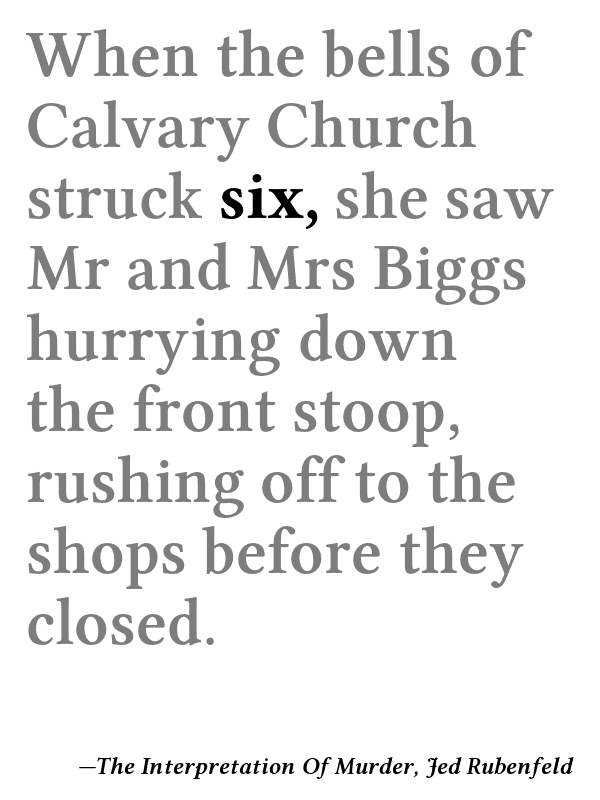 When the bells of
Calvary Church
struck six, she saw
Mr and Mrs Biggs
hurrying down
the front stoop,
rushing off to the
shops before they
closed.
—The Interpretation Of Murder, Jed Rubenfeld